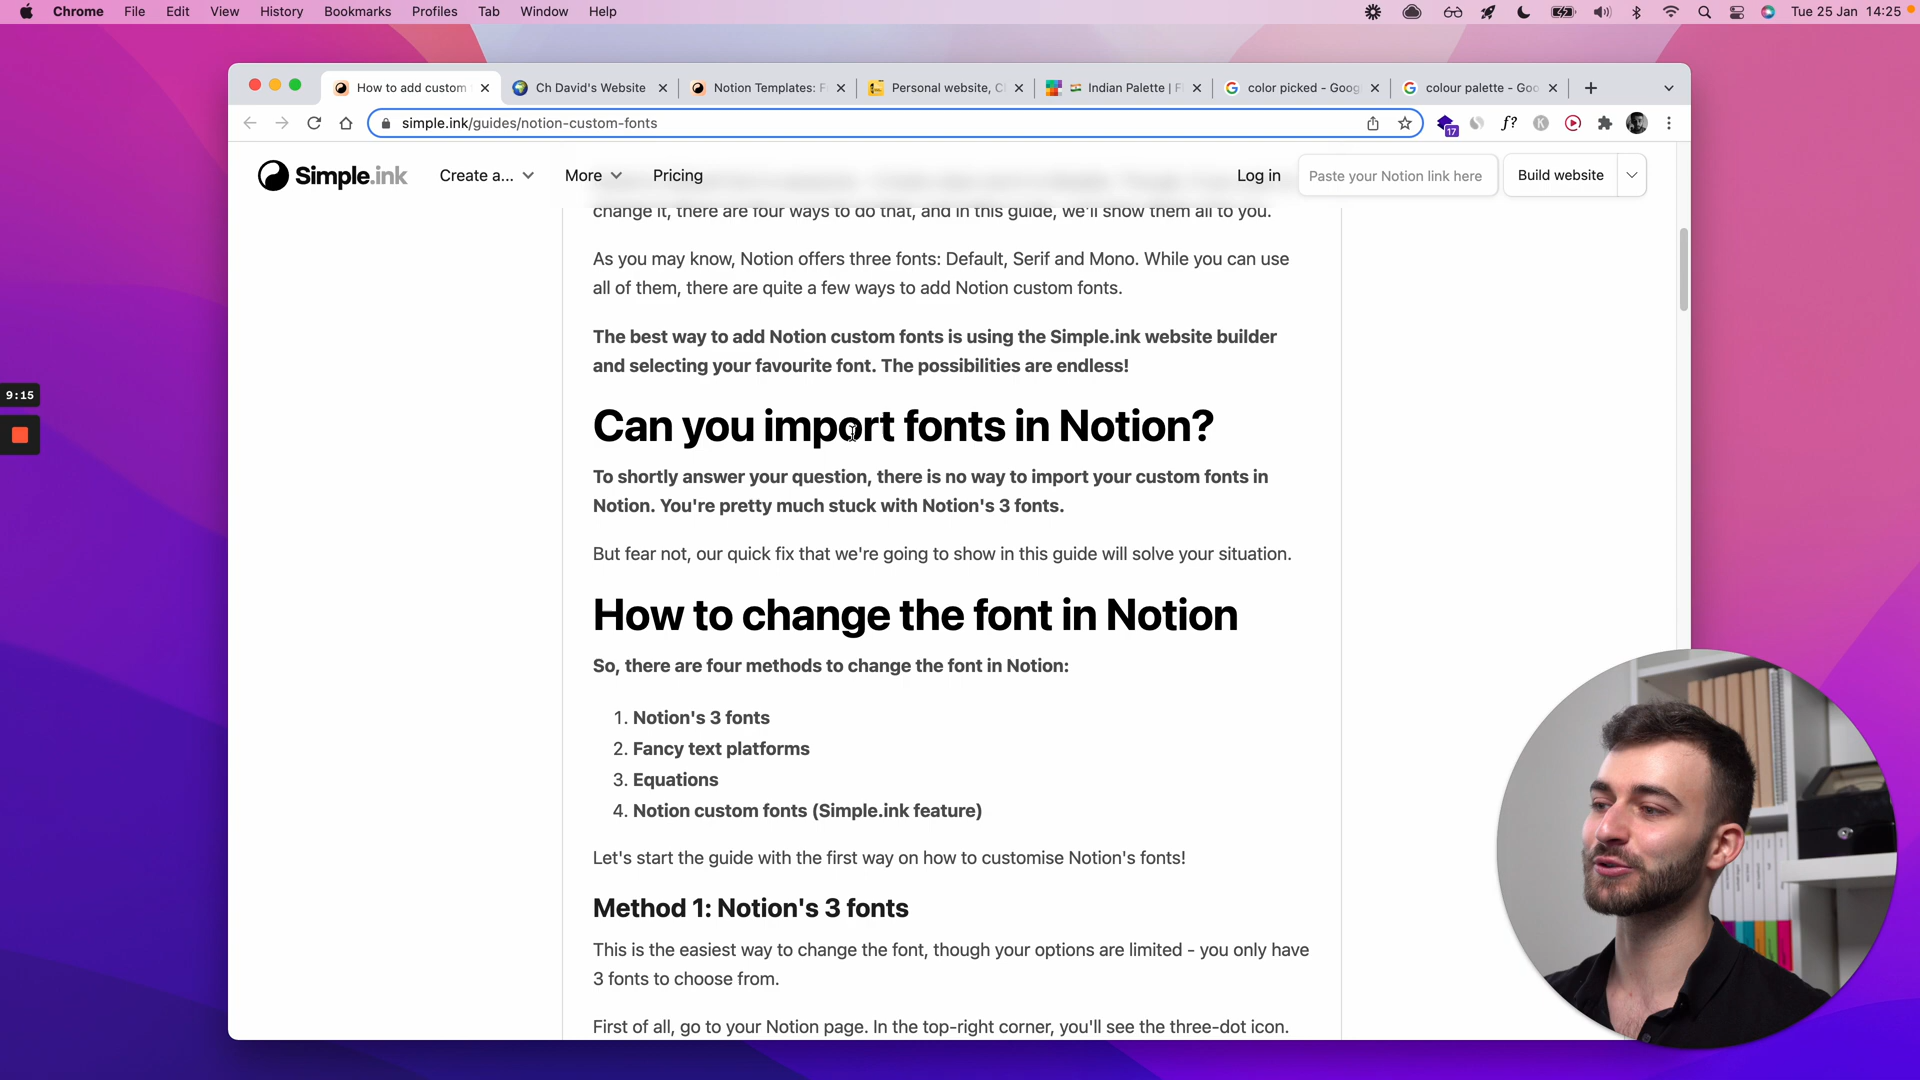 Chrome File Edit View History Bookmarks Profiles Tab Window Help Tue 25 Jan 14:25
How to add custom Ch David's Website Notion Templates: F Personal website, C Indian Palette | F color picked - Goog colour palette - Goo
simple.ink/guides/notion-custom-fonts 17 f?
Simple.ink Create a... More Pricing Log in Paste your Notion link here Build website
change it, there are four ways to do that, and in this guide, we'll show them all to you.
As you may know, Notion offers three fonts: Default, Serif and Mono. While you can use
all of them, there are quite a few ways to add Notion custom fonts.
The best way to add Notion custom fonts is using the Simple.ink website builder
and selecting your favourite font. The possibilities are endless!
9:15
Can you import fonts in Notion?
To shortly answer your question, there is no way to import your custom fonts in
Notion. You're pretty much stuck with Notion's 3 fonts.
But fear not, our quick fix that we're going to show in this guide will solve your situation.
How to change the font in Notion
So, there are four methods to change the font in Notion:
1. Notion's 3 fonts
2. Fancy text platforms
3. Equations
4. Notion custom fonts (Simple.ink feature)
Let's start the guide with the first way on how to customise Notion's fonts!
Method 1: Notion's 3 fonts
This is the easiest way to change the font, though your options are limited - you only have
3 fonts to choose from.
First of all, go to your Notion page. In the top-right corner, you'll see the three-dot icon.